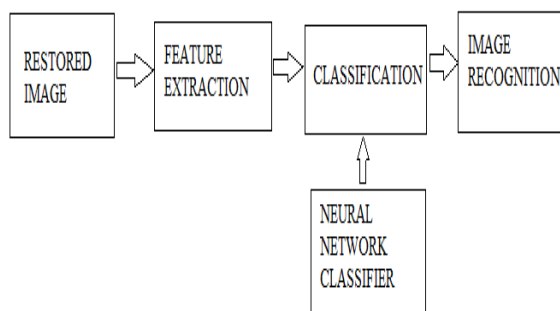 RESTORED
IMAGE
FEATURE
EXTRACTION
CLASSIFICATION
IMAGE
RECOGNITION
NEURAL
NETWORK
CLASSIFIER